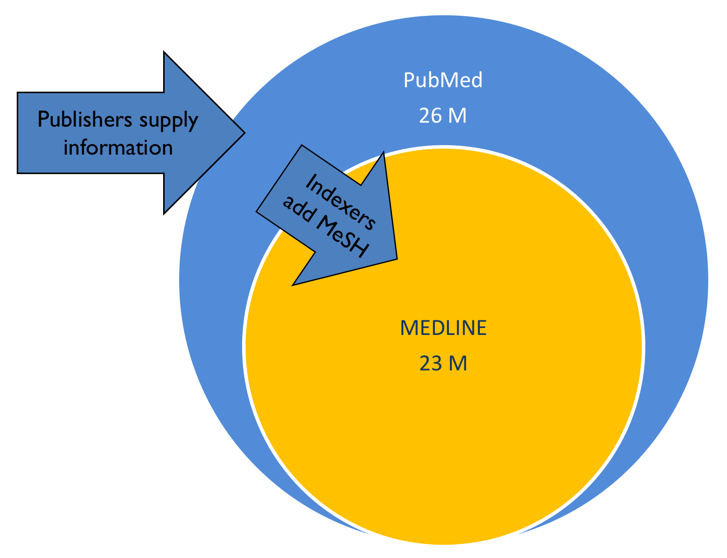 PubMed
26 M
Publishers supply
information
Indexers
add MeSH
MEDLINE
23 M